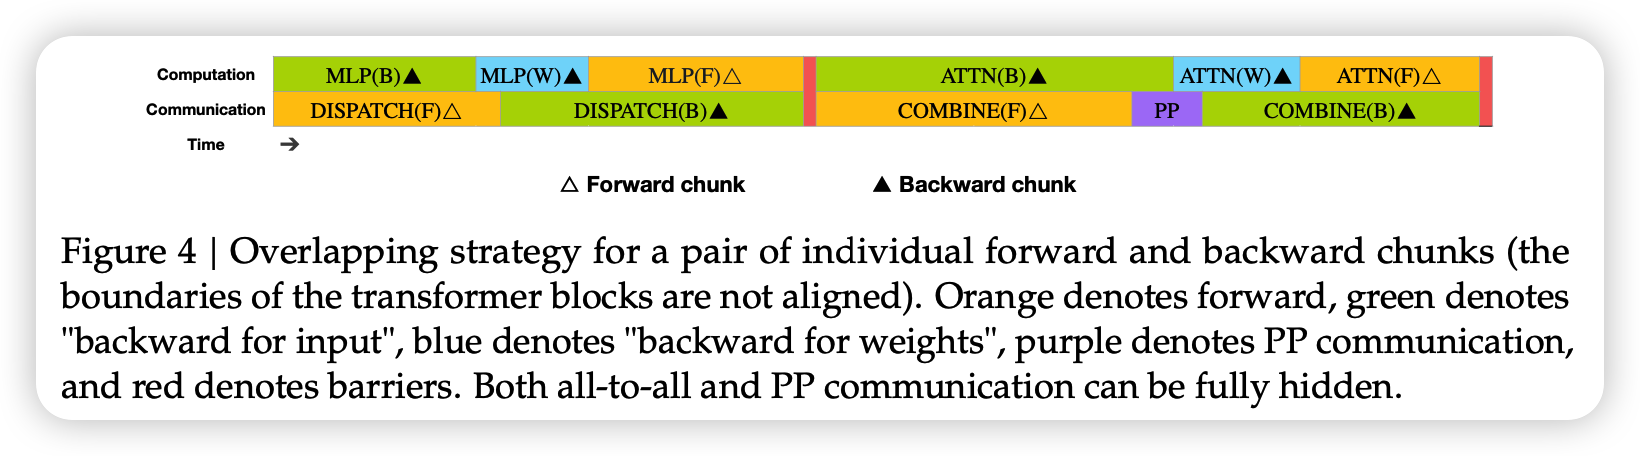 Computation MLP(B)▲ MLP(W)▲ MLP(F)△ ATTN(B)▲ ATTN(W)▲ ATTN(F)△
Communication DISPATCH(F)△ DISPATCH(B)▲ COMBINE(F)△ PP COMBINE(B)▲
Time ➔
△ Forward chunk ▲ Backward chunk
Figure 4 | Overlapping strategy for a pair of individual forward and backward chunks (the
boundaries of the transformer blocks are not aligned). Orange denotes forward, green denotes
"backward for input", blue denotes "backward for weights", purple denotes PP communication,
and red denotes barriers. Both all-to-all and PP communication can be fully hidden.